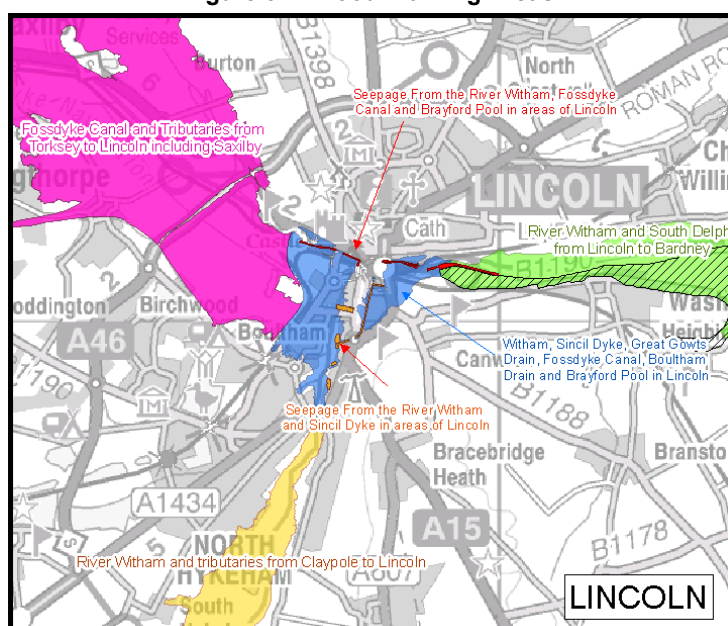 Burton
B1398
North
ROMAN RO
Services
Seepage From the River Witham, Fossdyke
Canal and Brayford Pool in areas of Lincoln
Fossdyke Canal and Tributaries from
Torksey to Lincoln including Saxilby
LINCOLN
Cath
River Witham and South Delph
from Lincoln to Bardney
B1190
Birchwood
Boultham
A46
B1190
Witham, Sincil Dyke, Great Gowts
Drain, Fossdyke Canal, Boultham
Drain and Brayford Pool in Lincoln
B1188
Seepage From the River Witham
and Sincil Dyke in areas of Lincoln
Bracebridge
Heath
Bransto
A1434
A15
B1178
River Witham and tributaries from Claypole to Lincoln
NORTH
HYKEHAM
South
A607
LINCOLN